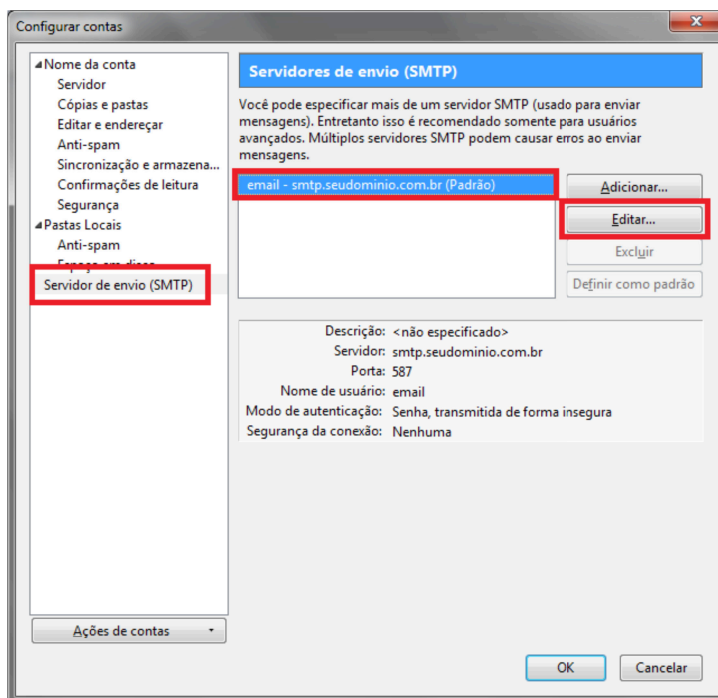 Configurar contas
Nome da conta
Servidor
Cópias e pastas
Editar e endereçar
Anti-spam
Sincronização e armazena...
Confirmações de leitura
Segurança
Pastas Locais
Anti-spam
Espaço em disco
Servidor de envio (SMTP)
Ações de contas
Servidores de envio (SMTP)
Você pode especificar mais de um servidor SMTP (usado para enviar
mensagens). Entretanto isso é recomendado somente para usuários
avançados. Múltiplos servidores SMTP podem causar erros ao enviar
mensagens.
email - smtp.seudominio.com.br (Padrão)
Adicionar...
Editar...
Excluir
Definir como padrão
Descrição: <não especificado>
Servidor: smtp.seudominio.com.br
Porta: 587
Nome de usuário: email
Modo de autenticação: Senha, transmitida de forma insegura
Segurança da conexão: Nenhuma
OK
Cancelar